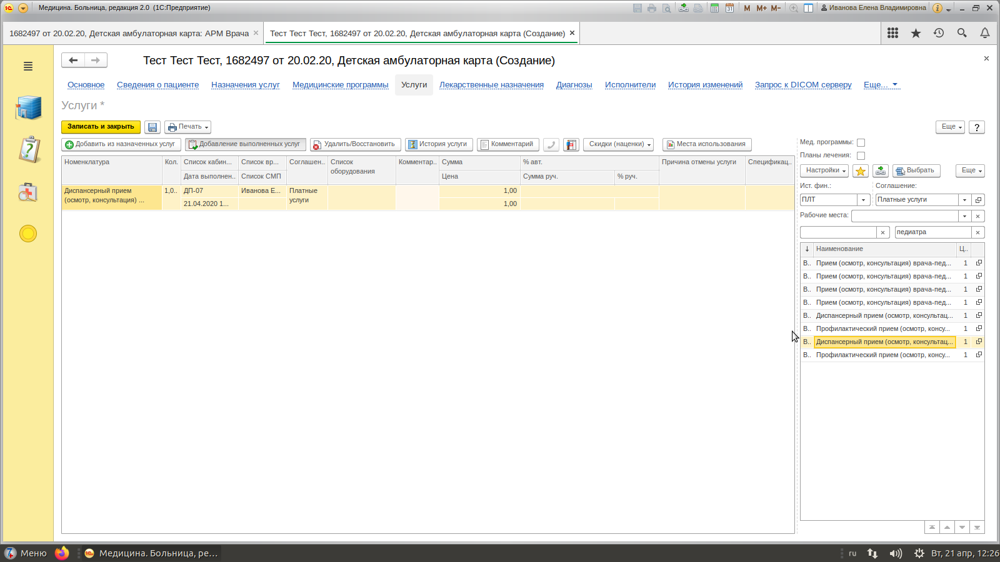 Медицина. Больница, редакция 2.0 (1С:Предприятие)
M M+ M- Иванова Елена Владимировна
1682497 от 20.02.20, Детская амбулаторная карта: АРМ Врача ×
Тест Тест Тест, 1682497 от 20.02.20, Детская амбулаторная карта (Создание) ×
Тест Тест Тест, 1682497 от 20.02.20, Детская амбулаторная карта (Создание)
Основное Сведения о пациенте Назначения услуг Медицинские программы Услуги Лекарственные назначения Диагнозы Исполнители История изменений Запрос к DICOM серверу Еще...
Услуги *
Записать и закрыть Печать Еще ?
Добавить из назначенных услуг Добавление выполненных услуг Удалить/Восстановить История услуги Комментарий Скидки (наценки) Места использования
Номенклатура Кол. Список кабин... Список вр... Соглашен.. Список оборудования Комментар.. Сумма % авт. Причина отмены услуги Спецификац..
Дата выполнен.. Список СМП Цена Сумма руч. % руч.
Диспансерный прием (осмотр, консультация) ... 1,0.. ДП-07 Иванова Е... Платные услуги 1,00
21.04.2020 1... 1,00
Мед. программы:
Планы лечения:
Настройки Выбрать Еще
Ист. фин.: Соглашение:
ПЛТ Платные услуги
Рабочие места:
педиатра
Наименование Ц..
В.. Прием (осмотр, консультация) врача-пед... 1
В.. Прием (осмотр, консультация) врача-пед... 1
В.. Прием (осмотр, консультация) врача-пед... 1
В.. Прием (осмотр, консультация) врача-пед... 1
В.. Диспансерный прием (осмотр, консультац... 1
В.. Профилактический прием (осмотр, консу... 1
В.. Диспансерный прием (осмотр, консультац... 1
В.. Профилактический прием (осмотр, консу... 1
Меню Медицина. Больница, ре... ru Вт, 21 апр, 12:26